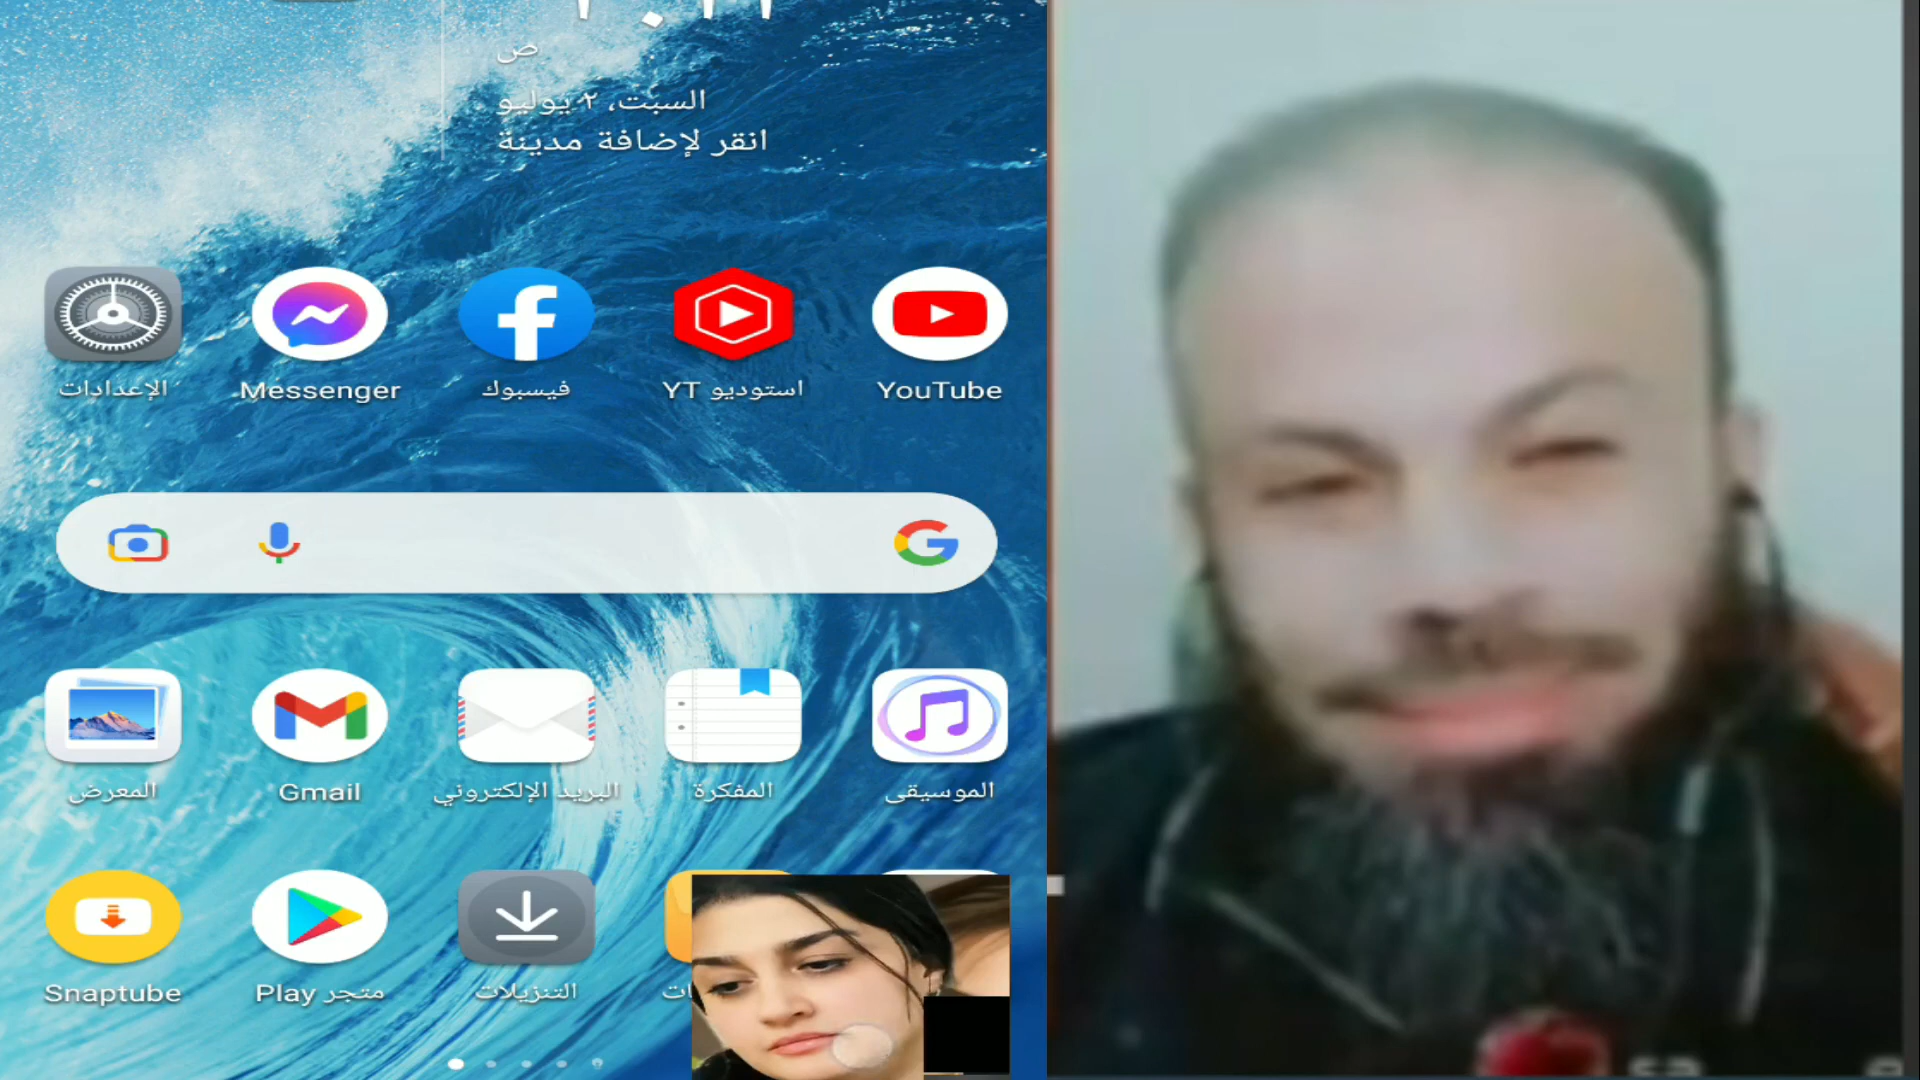 ص
السبت، ٢ يوليو
انقر لإضافة مدينة
الإعدادات
Messenger
فيسبوك
استوديو YT
YouTube
المعرض
Gmail
البريد الإلكتروني
المفكرة
الموسيقى
Snaptube
متجر Play
التنزيلات